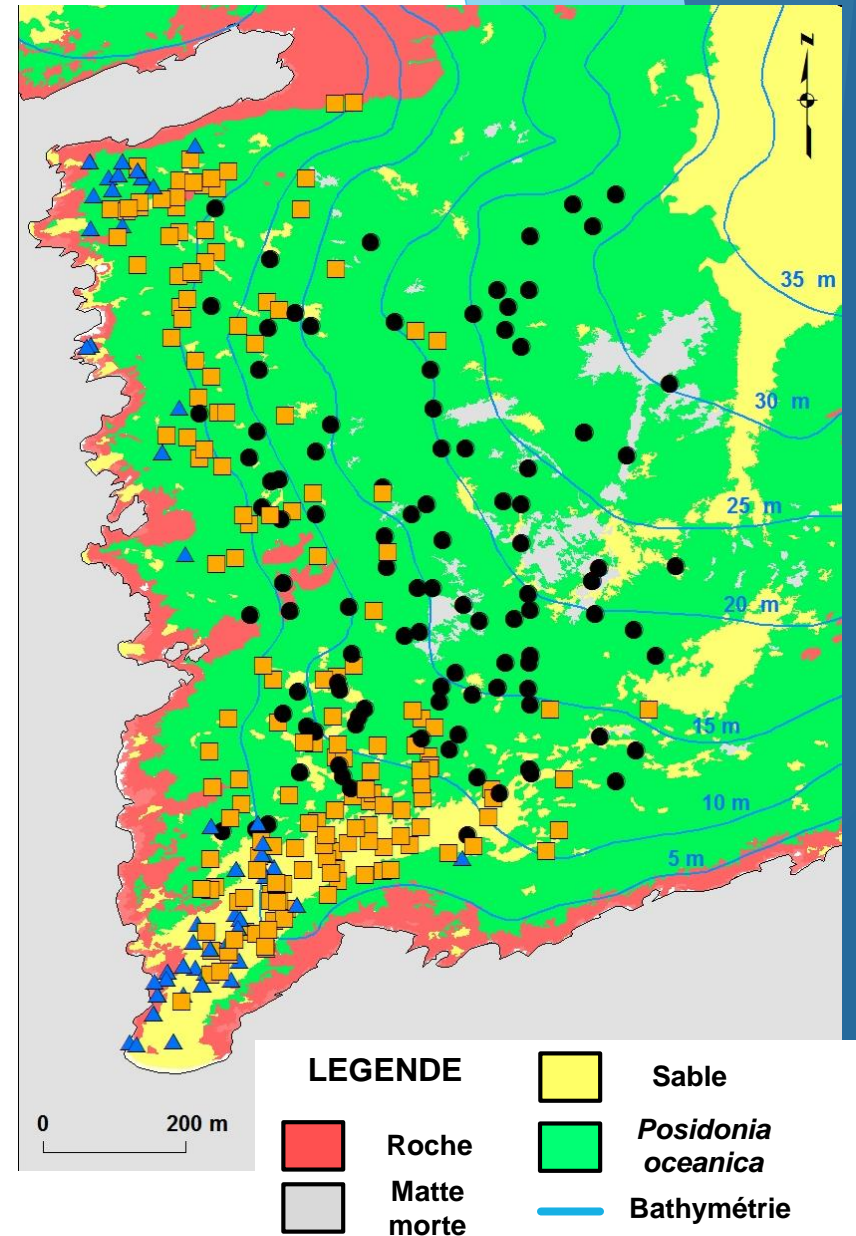 N
35 m
30 m
25 m
20 m
15 m
10 m
5 m
0 200 m
LEGENDE
Roche
Matte
morte
Sable
Posidonia
oceanica
Bathymétrie